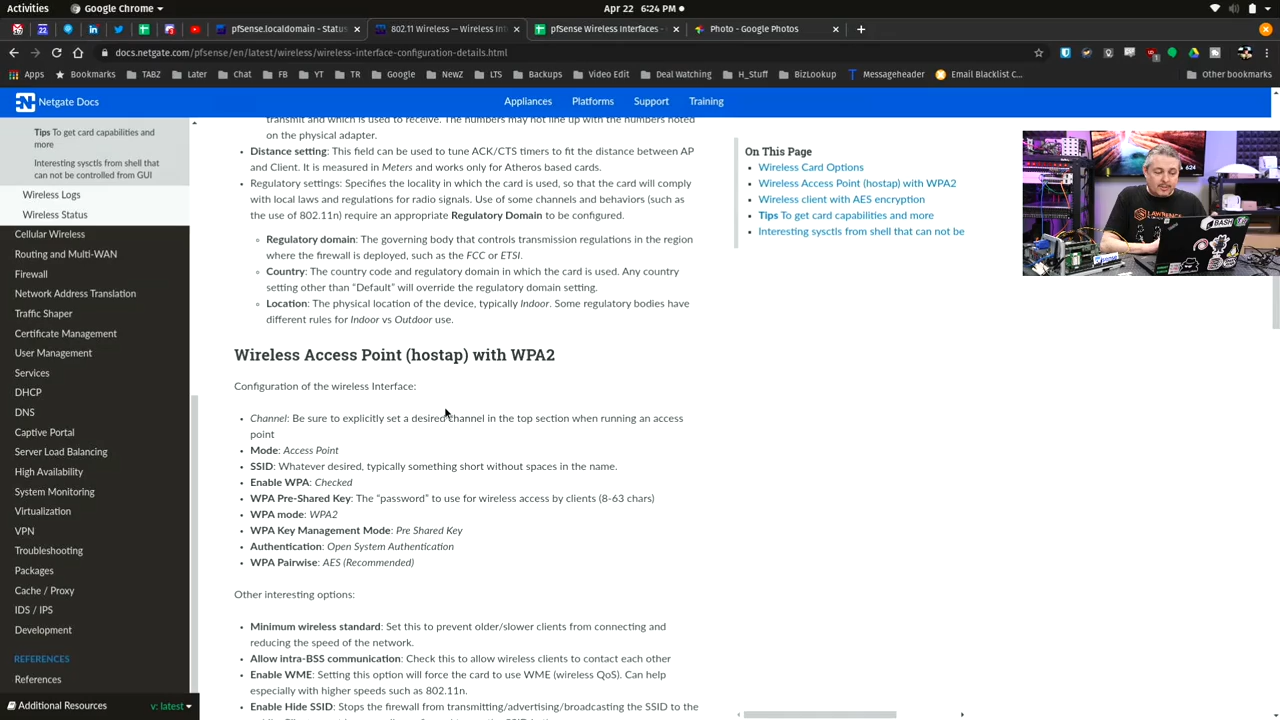 Activities
Google Chrome
Apr 22 6:24 PM
pfSense.localdomain - Status
802.11 Wireless — Wireless Int
pfSense Wireless Interfaces -
Photo - Google Photos
docs.netgate.com/pfsense/en/latest/wireless/wireless-interface-configuration-details.html
Apps
Bookmarks
TABZ
Later
Chat
FB
YT
TR
Google
NewZ
LTS
Backups
Video Edit
Deal Watching
H_Stuff
BizLookup
Messageheader
Email Blacklist C...
Other bookmarks
Netgate Docs
Appliances
Platforms
Support
Training
Tips To get card capabilities and
more
Interesting sysctls from shell that
can not be controlled from GUI
Wireless Logs
Wireless Status
Cellular Wireless
Routing and Multi-WAN
Firewall
Network Address Translation
Traffic Shaper
Certificate Management
User Management
Services
DHCP
DNS
Captive Portal
Server Load Balancing
High Availability
System Monitoring
Virtualization
VPN
Troubleshooting
Packages
Cache / Proxy
IDS / IPS
Development
REFERENCES
References
Additional Resources
v: latest
transmit and which is used to receive. The numbers may not line up with the numbers noted
on the physical adapter.
• Distance setting: This field can be used to tune ACK/CTS timers to fit the distance between AP
and Client. It is measured in Meters and works only for Atheros based cards.
• Regulatory settings: Specifies the locality in which the card is used, so that the card will comply
with local laws and regulations for radio signals. Use of some channels and behaviors (such as
the use of 802.11n) require an appropriate Regulatory Domain to be configured.
Regulatory domain: The governing body that controls transmission regulations in the region
where the firewall is deployed, such as the FCC or ETSI.
Country: The country code and regulatory domain in which the card is used. Any country
setting other than "Default" will override the regulatory domain setting.
Location: The physical location of the device, typically Indoor. Some regulatory bodies have
different rules for Indoor vs Outdoor use.
Wireless Access Point (hostap) with WPA2
Configuration of the wireless Interface:
• Channel: Be sure to explicitly set a desired channel in the top section when running an access
point
• Mode: Access Point
• SSID: Whatever desired, typically something short without spaces in the name.
• Enable WPA: Checked
• WPA Pre-Shared Key: The "password" to use for wireless access by clients (8-63 chars)
• WPA mode: WPA2
• WPA Key Management Mode: Pre Shared Key
• Authentication: Open System Authentication
• WPA Pairwise: AES (Recommended)
Other interesting options:
• Minimum wireless standard: Set this to prevent older/slower clients from connecting and
reducing the speed of the network.
• Allow intra-BSS communication: Check this to allow wireless clients to contact each other
• Enable WME: Setting this option will force the card to use WME (wireless QoS). Can help
especially with higher speeds such as 802.11n.
• Enable Hide SSID: Stops the firewall from transmitting/advertising/broadcasting the SSID to the
On This Page
• Wireless Card Options
• Wireless Access Point (hostap) with WPA2
• Wireless client with AES encryption
• Tips To get card capabilities and more
• Interesting sysctls from shell that can not be
LAWRENCE
BASH